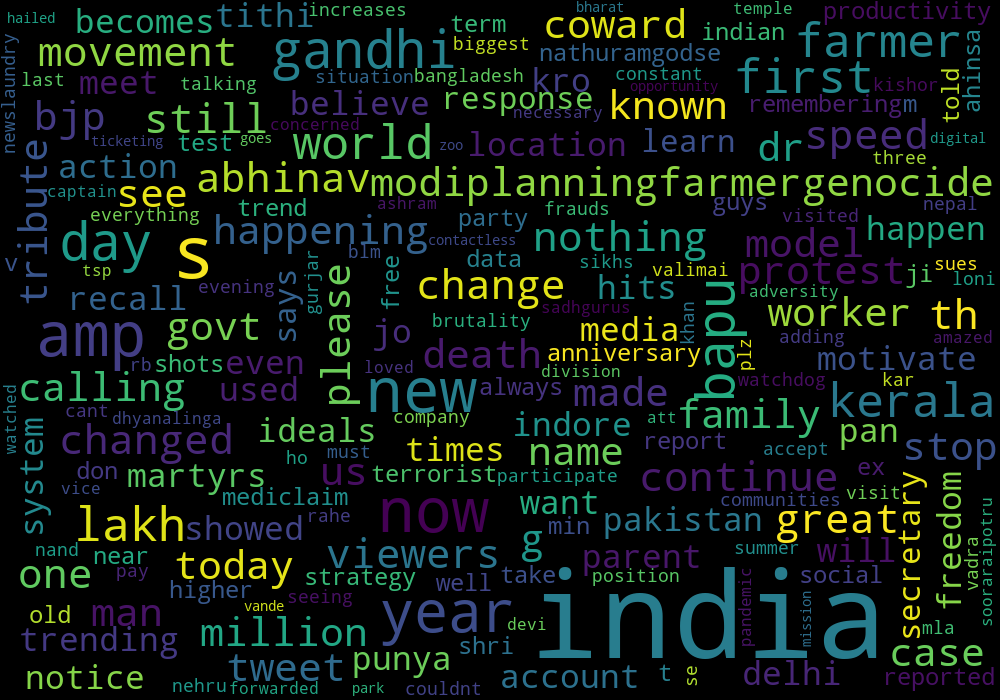 hailed
becomes
tithi
increases
term
coward
bharat
indian
temple
productivity
newslaundry
movement
gandhi
biggest
nathuramgodse
farmer
last
meet
talking
situation
bangladesh
kro
constant
opportunity
first
kishor
told
ahinsa
bjp
still
believe
response
necessary
known
remembering
m
concerned
ticketing
test
goes
world
zoo
location
learn
dr
speed
digital
three
tribute
action
captain
see
abhinav
modiplanningfarmergenocide
everything
trend
ashram
party
frauds
guys
visited
nepal
<
day
s
happening
contactless
nothing
model
happen
tsp
blm
data
sikhs
valimai
protest
ji
sues
loni
recall
evening
says
gurjar
please
free
change
sadhgurus
hits
bapu
adversity
worker
th
amp
govt
jo
brutality
media
khan
plz
adding
amazed
rb
shots
even
loved
death
anniversary
division
watchdog
motivate
kar
calling
used
new
always
made
kerala
watched
cant
dhyanalinga
company
indore
att
family
changed
ideals
times
name
report
accept
pan
stop
system
don
ho
must
us
terrorist
participate
continue
ex
martyrs
vice
mediclaim
want
communities
visit
secretary
freedom
lakh
showed
rahe
now
g
min
pakistan
great
sooraraipotru
nand
near
today
viewers
parent
summer
will
vadra
one
pay
higher
strategy
seeing
well
take
position
social
pandemic
mission
old
man
vande
year
devi
india
mla
trending
million
shri
case
notice
tweet
punya
account
t
se
delhi
reported
nehru
forwarded
park
couldnt